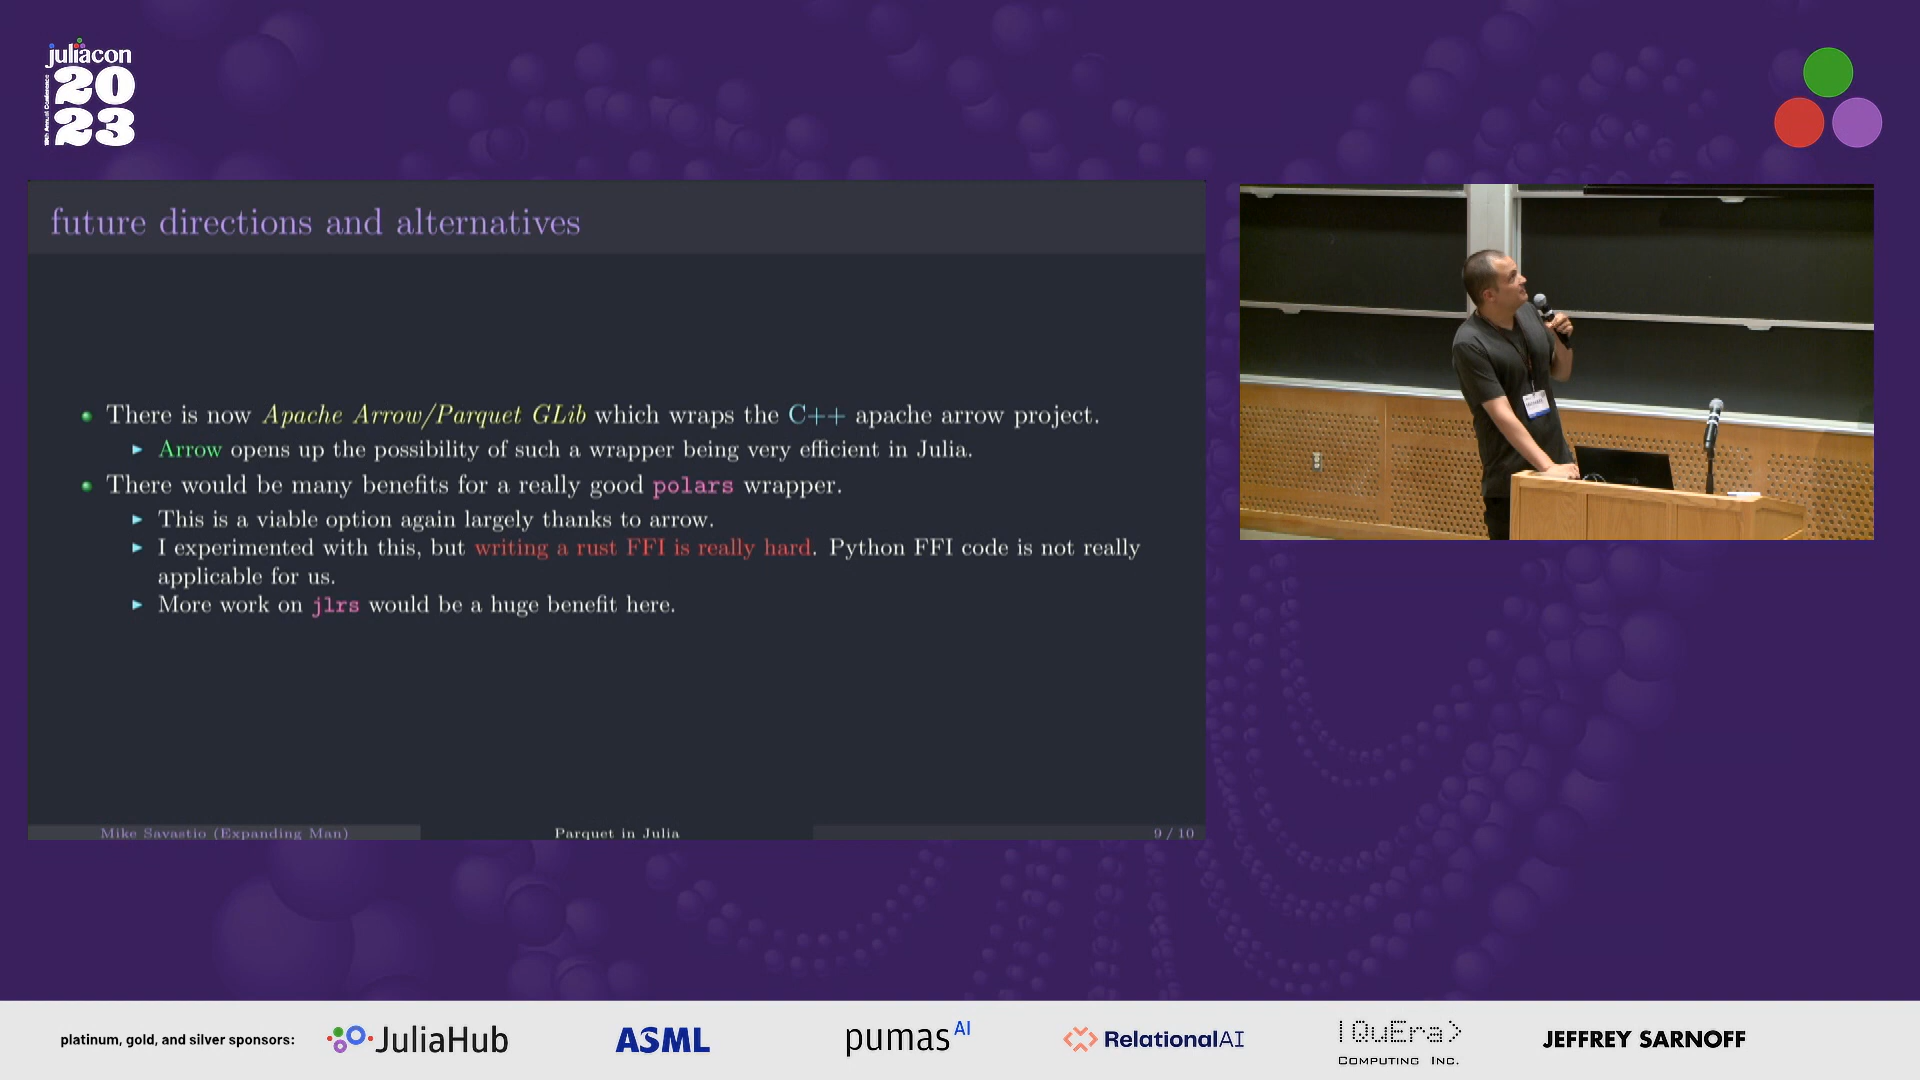 juliacon
20
23
future directions and alternatives
There is now Apache Arrow/Parquet GLib which wraps the C++ apache arrow project.
Arrow opens up the possibility of such a wrapper being very efficient in Julia.
There would be many benefits for a really good polars wrapper.
This is a viable option again largely thanks to arrow.
I experimented with this, but writing a rust FFI is really hard. Python FFI code is not really
applicable for us.
More work on jlrs would be a huge benefit here.
Mike Savastio (Expanding Man)
Parquet in Julia
9 / 10
platinum, gold, and silver sponsors:
JuliaHub
ASML
pumas AI
RelationalAI
|QuEra>
COMPUTING INC.
JEFFREY SARNOFF